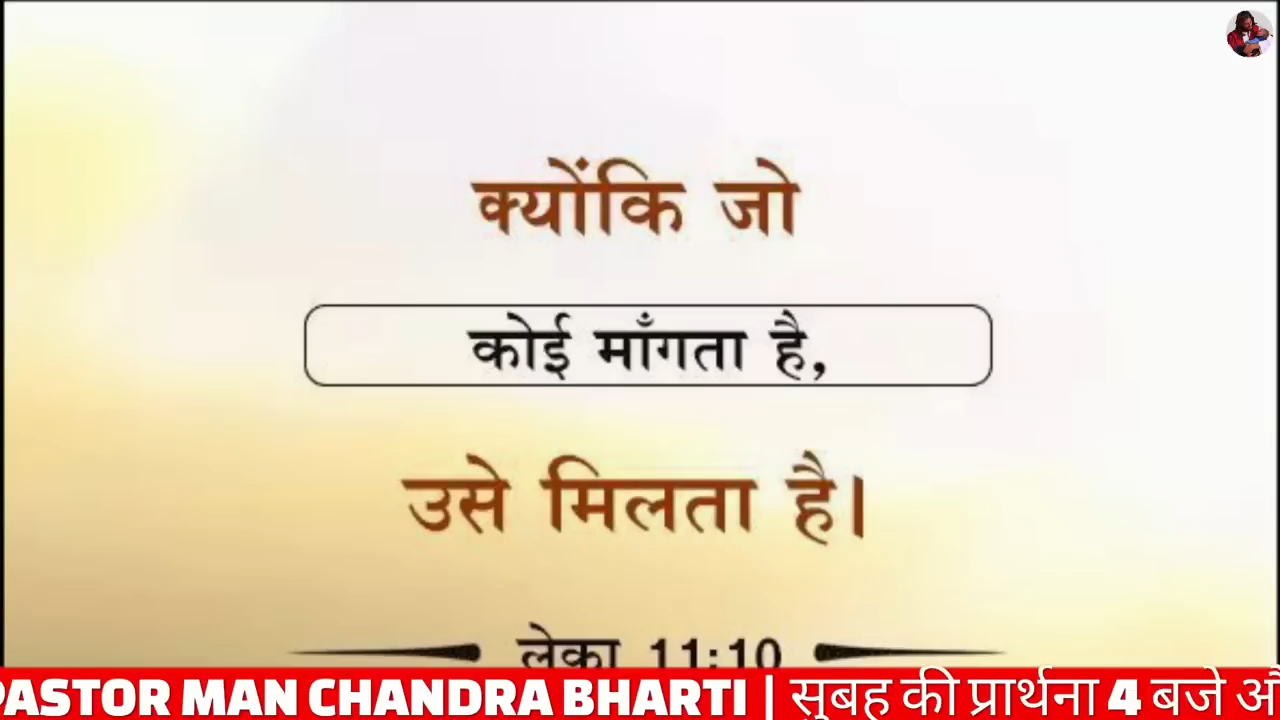 क्योंकि जो
कोई माँगता है,
उसे मिलता है।
लेका 11:10
PASTOR MAN CHANDRA BHARTI | सुबह की प्रार्थना 4 बजे औ